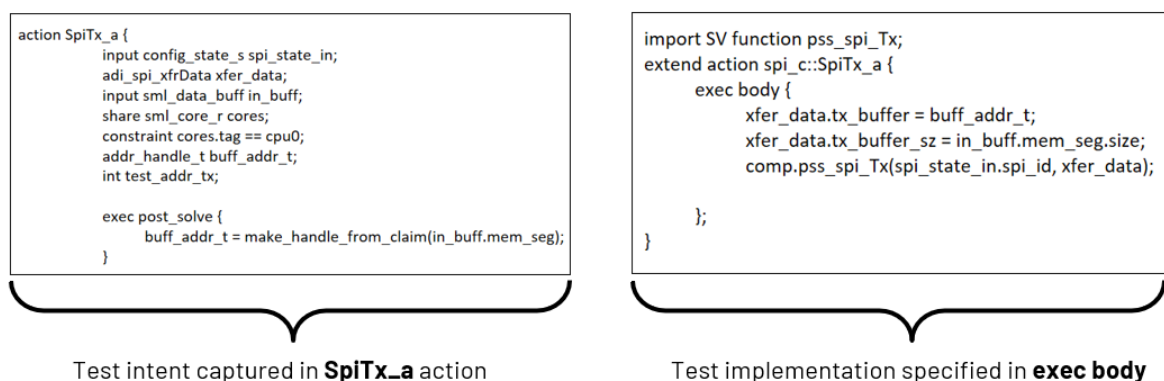 action SpiTx_a {
input config_state_s spi_state_in;
adi_spi_xfrData xfer_data;
input sml_data_buff in_buff;
share sml_core_r cores;
constraint cores.tag == cpu0;
addr_handle_t buff_addr_t;
int test_addr_tx;
exec post_solve {
buff_addr_t = make_handle_from_claim(in_buff.mem_seg);
}
Test intent captured in SpiTx_a action
import SV function pss_spi_Tx;
extend action spi_c::SpiTx_a {
exec body {
xfer_data.tx_buffer = buff_addr_t;
xfer_data.tx_buffer_sz = in_buff.mem_seg.size;
comp.pss_spi_Tx(spi_state_in.spi_id, xfer_data);
};
}
Test implementation specified in exec body